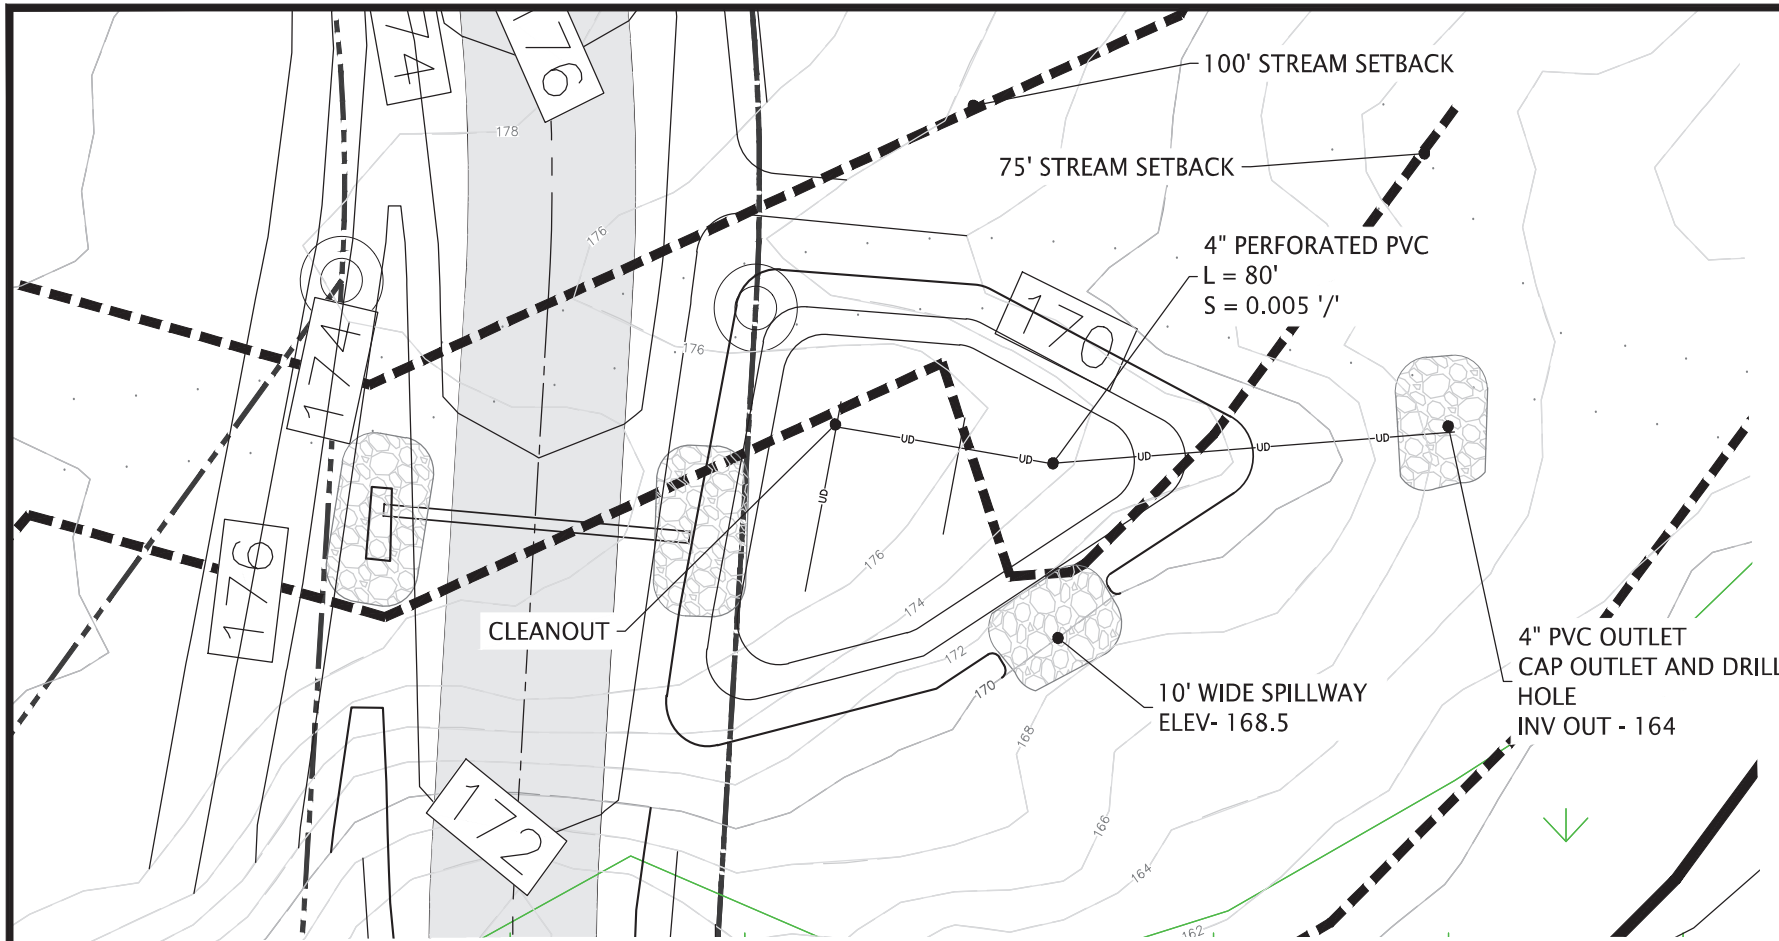 74
176
100' STREAM SETBACK
178
75' STREAM SETBACK
176
4" PERFORATED PVC
L = 80'
S = 0.005 '/'
170
174
176
UD
UD
UD
UD
UD
UD
176
176
174
CLEANOUT
172
170
4" PVC OUTLET
CAP OUTLET AND DRILL
HOLE
INV OUT - 164
10' WIDE SPILLWAY
ELEV- 168.5
168
172
166
164
162